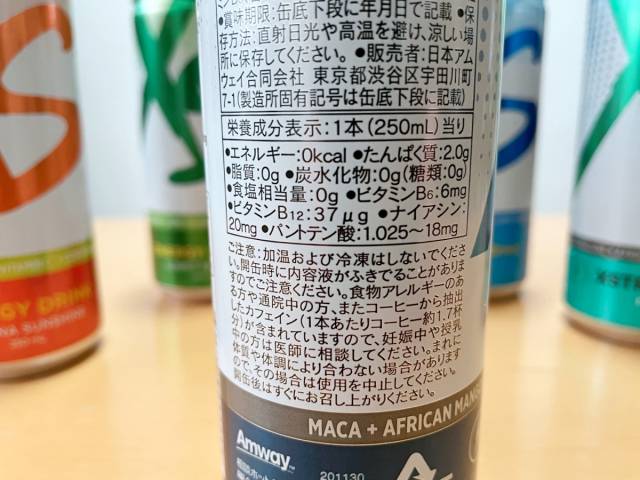 ●賞味期限:缶底下段に年月日で記載 ●保
存方法:直射日光や高温を避け、涼しい場
所に保存してください。 ●販売者:日本アム
ウェイ合同会社 東京都渋谷区宇田川町
7-1(製造所固有記号は缶底下段に記載)
栄養成分表示:1本(250mL)当り
●エネルギー:0kcal ●たんぱく質:2.0g
●脂質:0g ●炭水化物:0g(糖類:0g)
●食塩相当量:0g ●ビタミンB6:6mg
●ビタミンB12:37μg ●ナイアシン:
20mg ●パントテン酸:1.025~18mg
ご注意:加温および冷凍はしないでくださ
い。開缶時に内容液がふきでることがありま
すのでご注意ください。食物アレルギーのあ
る方や通院中の方、またコーヒーから抽出
したカフェイン(1本あたりコーヒー約1.7杯
分)が含まれていますので、妊娠中や授乳
中の方は医師に相談してください。まれに
体質や体調により合わない場合があります
ので、その場合は使用を中止してください。
開缶後はすぐにお召し上がりください。
MACA + AFRICAN MANG
Amway
201130
GY DRINK
NA SUNSHINE
250 mL
XSTR